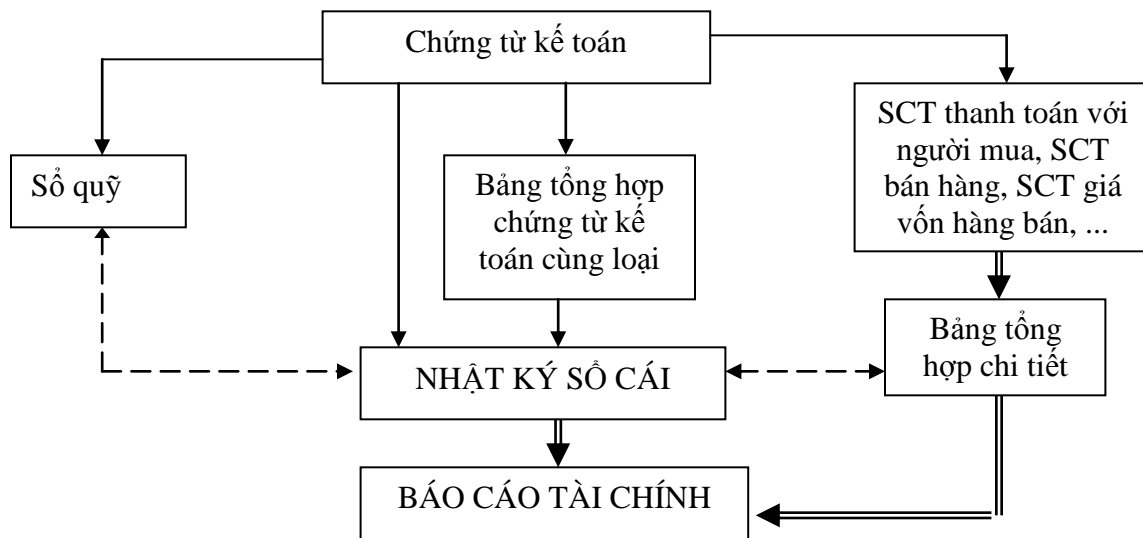 Chứng từ kế toán
Sổ quỹ
Bảng tổng hợp
chứng từ kế
toán cùng loại
SCT thanh toán với
người mua, SCT
bán hàng, SCT giá
vốn hàng bán, ...
NHẬT KÝ SỔ CÁI
Bảng tổng
hợp chi tiết
BÁO CÁO TÀI CHÍNH